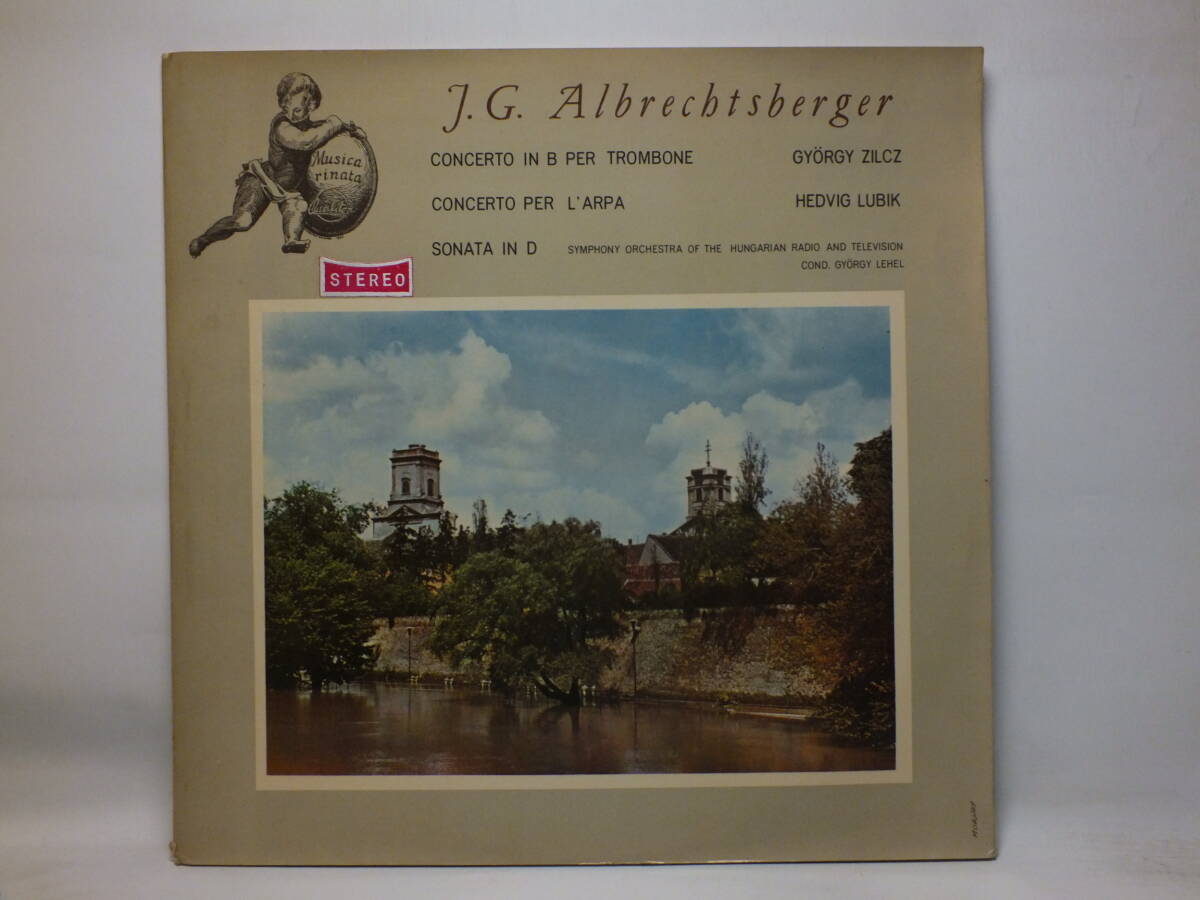 J. G. Albrechtsberger
CONCERTO IN B PER TROMBONE GYÖRGY ZILCZ
CONCERTO PER L'ARPA HEDVIG LUBIK
SONATA IN D SYMPHONY ORCHESTRA OF THE HUNGARIAN RADIO AND TELEVISION
COND. GYÖRGY LEHEL
Musica
rinata
STEREO